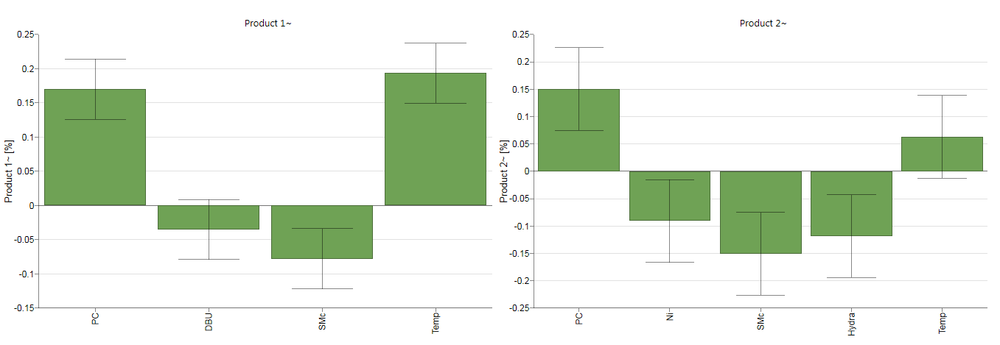 Product 1~
0.25
0.2
0.15
0.1
0.05
0
-0.05
-0.1
-0.15
Product 1~ [%]
PC
DBU
SMc
Temp
Product 2~
0.25
0.2
0.15
0.1
0.05
0
-0.05
-0.1
-0.15
-0.2
-0.25
Product 2~ [%]
PC
Ni
SMc
Hydra
Temp